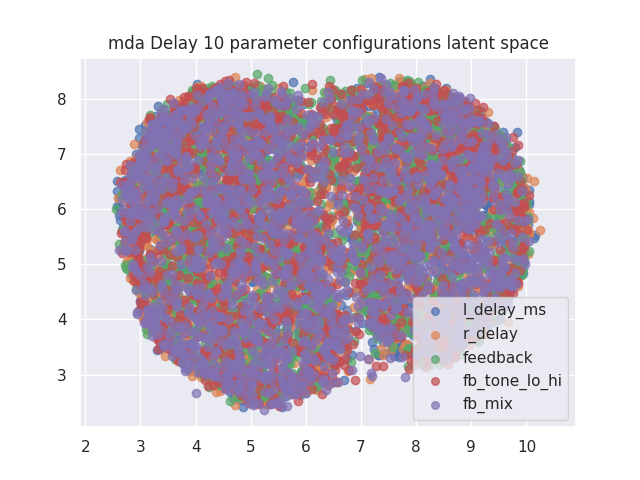 mda Delay 10 parameter configurations latent space
8
7
6
5
4
3
2 3 4 5 6 7 8 9 10
l_delay_ms
r_delay
feedback
fb_tone_lo_hi
fb_mix